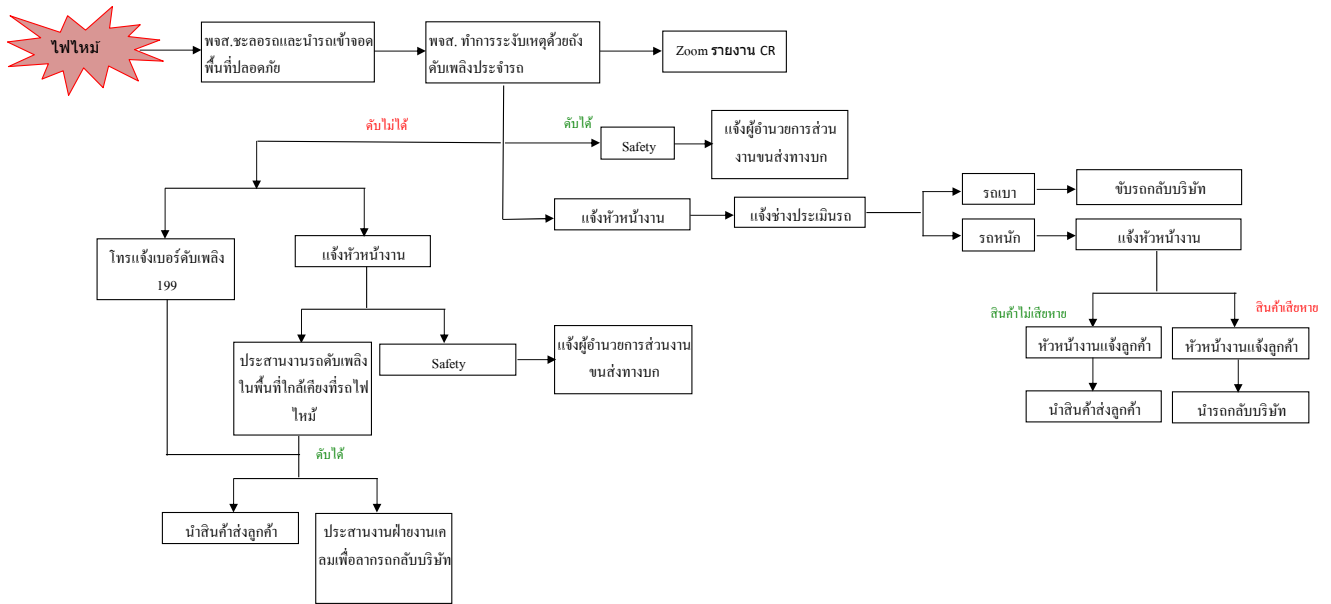 ไฟไหม้
พจส.ชะลอรถและนำรถเข้าจอด
พื้นที่ปลอดภัย
พจส. ทำการระงับเหตุด้วยถัง
ดับเพลิงประจำรถ
Zoom รายงาน CR
ดับไม่ได้
ดับได้
Safety
แจ้งผู้อำนวยการส่วน
งานขนส่งทางบก
แจ้งหัวหน้างาน
แจ้งช่างประเมินรถ
รถเบา
ขับรถกลับบริษัท
รถหนัก
แจ้งหัวหน้างาน
โทรแจ้งเบอร์ดับเพลิง
199
แจ้งหัวหน้างาน
สินค้าไม่เสียหาย
สินค้าเสียหาย
หัวหน้างานแจ้งลูกค้า
หัวหน้างานแจ้งลูกค้า
นำสินค้าส่งลูกค้า
นำรถกลับบริษัท
ประสานงานรถดับเพลิง
ในพื้นที่ใกล้เคียงที่รถไฟ
ไหม้
Safety
แจ้งผู้อำนวยการส่วนงาน
ขนส่งทางบก
ดับได้
นำสินค้าส่งลูกค้า
ประสานงานฝ่ายงานเค
ลมเพื่อลากรถกลับบริษัท